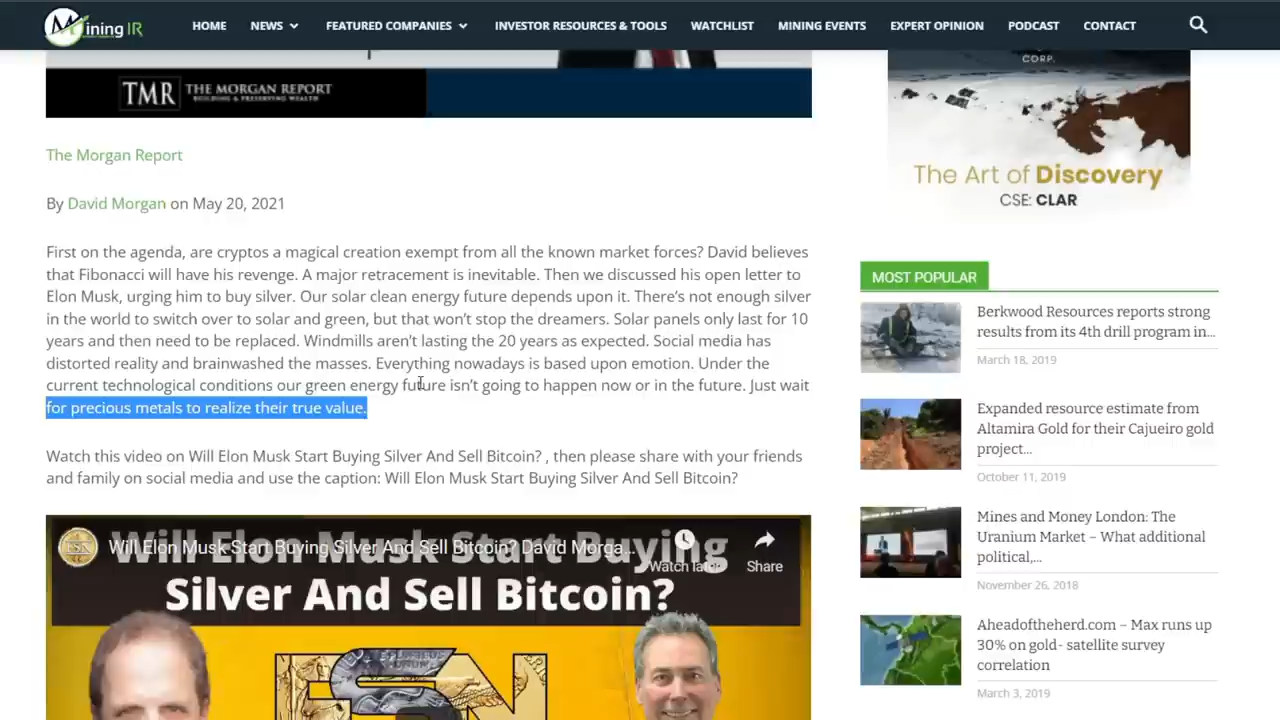 Mining IR
HOME
NEWS
FEATURED COMPANIES
INVESTOR RESOURCES & TOOLS
WATCHLIST
MINING EVENTS
EXPERT OPINION
PODCAST
CONTACT
TMR THE MORGAN REPORT
BUILDING & PRESERVING WEALTH
The Morgan Report
By David Morgan on May 20, 2021
First on the agenda, are cryptos a magical creation exempt from all the known market forces? David believes
that Fibonacci will have his revenge. A major retracement is inevitable. Then we discussed his open letter to
Elon Musk, urging him to buy silver. Our solar clean energy future depends upon it. There's not enough silver
in the world to switch over to solar and green, but that won't stop the dreamers. Solar panels only last for 10
years and then need to be replaced. Windmills aren't lasting the 20 years as expected. Social media has
distorted reality and brainwashed the masses. Everything nowadays is based upon emotion. Under the
current technological conditions our green energy future isn't going to happen now or in the future. Just wait
for precious metals to realize their true value.
Watch this video on Will Elon Musk Start Buying Silver And Sell Bitcoin? , then please share with your friends
and family on social media and use the caption: Will Elon Musk Start Buying Silver And Sell Bitcoin?
Will Elon Musk Start Buying
Will Elon Musk Start Buying Silver And Sell Bitcoin? David Morga...
Watch later
Share
Silver And Sell Bitcoin?
CORP.
The Art of Discovery
CSE: CLAR
MOST POPULAR
Berkwood Resources reports strong
results from its 4th drill program in...
March 18, 2019
Expanded resource estimate from
Altamira Gold for their Cajueiro gold
project...
October 11, 2019
Mines and Money London: The
Uranium Market – What additional
political,...
November 26, 2018
Aheadoftheherd.com – Max runs up
30% on gold- satellite survey
correlation
March 3, 2019